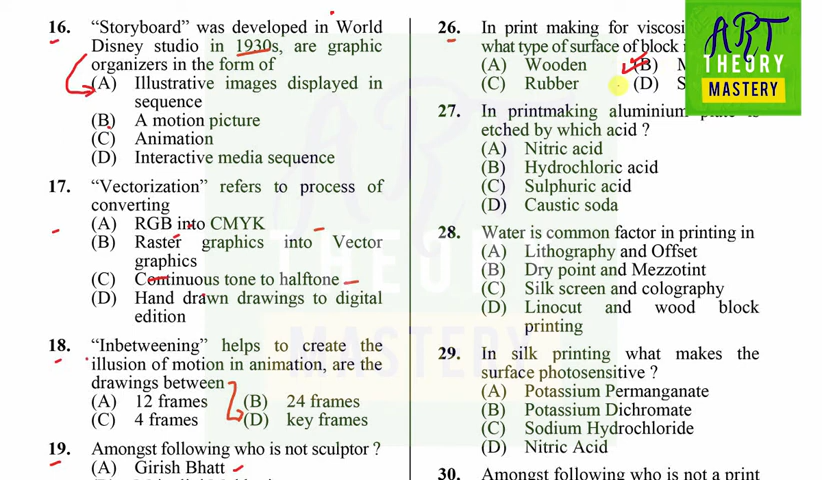 16. "Storyboard" was developed in World
Disney studio in 1930s, are graphic
organizers in the form of
(A) Illustrative images displayed in
sequence
(B) A motion picture
(C) Animation
(D) Interactive media sequence
17. "Vectorization" refers to process of
converting
(A) RGB into CMYK
(B) Raster graphics into Vector
graphics
(C) Continuous tone to halftone
(D) Hand drawn drawings to digital
edition
18. "Inbetweening" helps to create the
illusion of motion in animation, are the
drawings between
(A) 12 frames (B) 24 frames
(C) 4 frames (D) key frames
19. Amongst following who is not sculptor ?
(A) Girish Bhatt
26. In print making for
what type of surface of block
(A) Wooden (B) M
(C) Rubber (D) S
27. In printmaking aluminium plate is
etched by which acid ?
(A) Nitric acid
(B) Hydrochloric acid
(C) Sulphuric acid
(D) Caustic soda
28. Water is common factor in printing in
(A) Lithography and Offset
(B) Dry point and Mezzotint
(C) Silk screen and colography
(D) Linocut and wood block
printing
29. In silk printing what makes the
surface photosensitive ?
(A) Potassium Permanganate
(B) Potassium Dichromate
(C) Sodium Hydrochloride
(D) Nitric Acid
30. Amongst following who is not a print
ART
THEORY
MASTERY
ART
THEORY
MASTERY